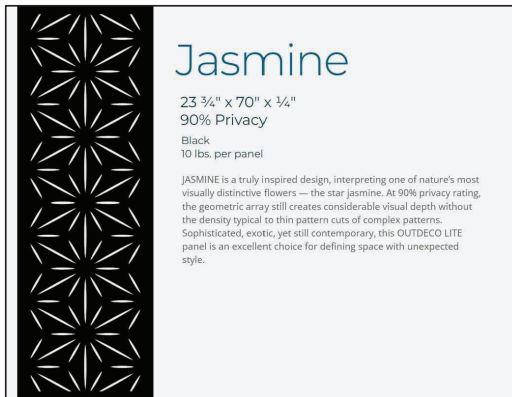 Jasmine
23 ¾" x 70" x ¼"
90% Privacy
Black
10 lbs. per panel
JASMINE is a truly inspired design, interpreting one of nature's most
visually distinctive flowers — the star jasmine. At 90% privacy rating,
the geometric array still creates considerable visual depth without
the density typical to thin pattern cuts of complex patterns.
Sophisticated, exotic, yet still contemporary, this OUTDECO LITE
panel is an excellent choice for defining space with unexpected
style.